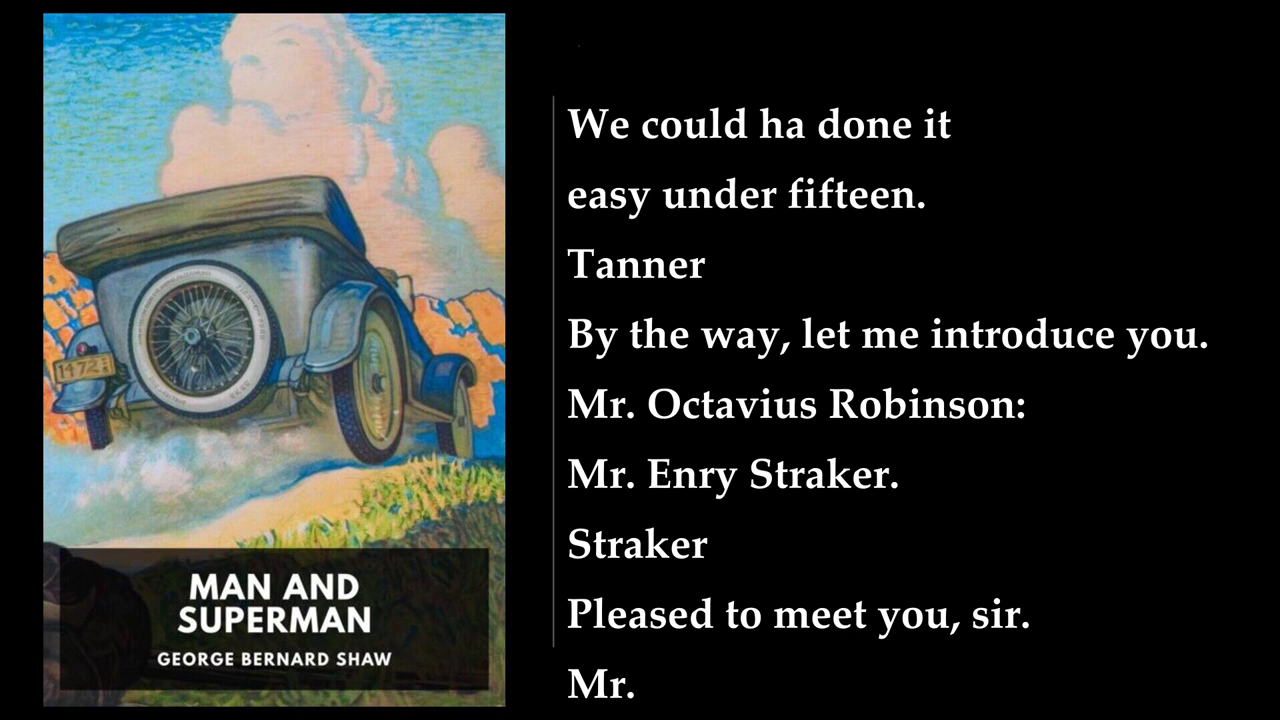 We could ha done it
easy under fifteen.
Tanner
By the way, let me introduce you.
Mr. Octavius Robinson:
Mr. Enry Straker.
Straker
Pleased to meet you, sir.
Mr.
1472
MAN AND
SUPERMAN
GEORGE BERNARD SHAW